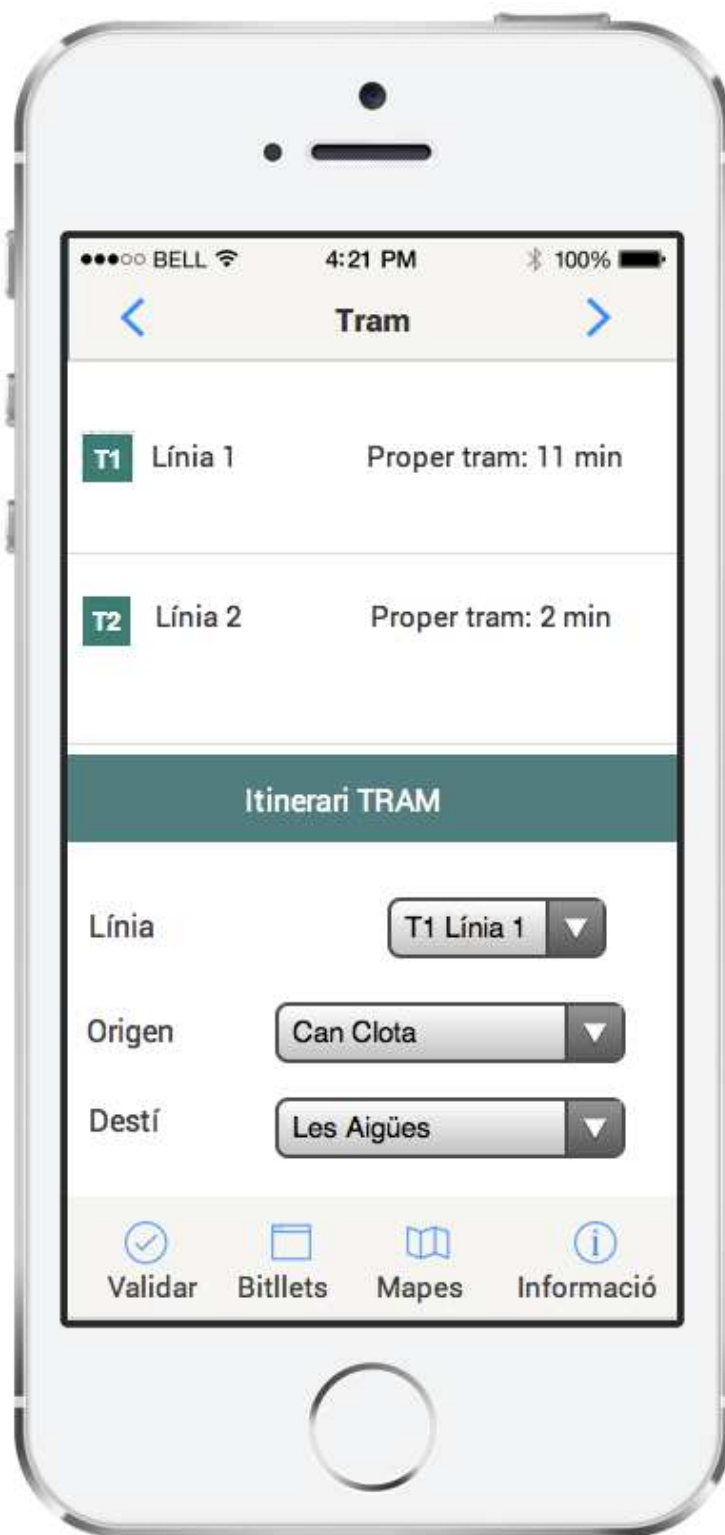 BELL 4:21 PM 100%
Tram
T1 Línia 1 Proper tram: 11 min
T2 Línia 2 Proper tram: 2 min
Itinerari TRAM
Línia T1 Línia 1
Origen Can Clota
Destí Les Aigües
Validar Bitllets Mapes Informació